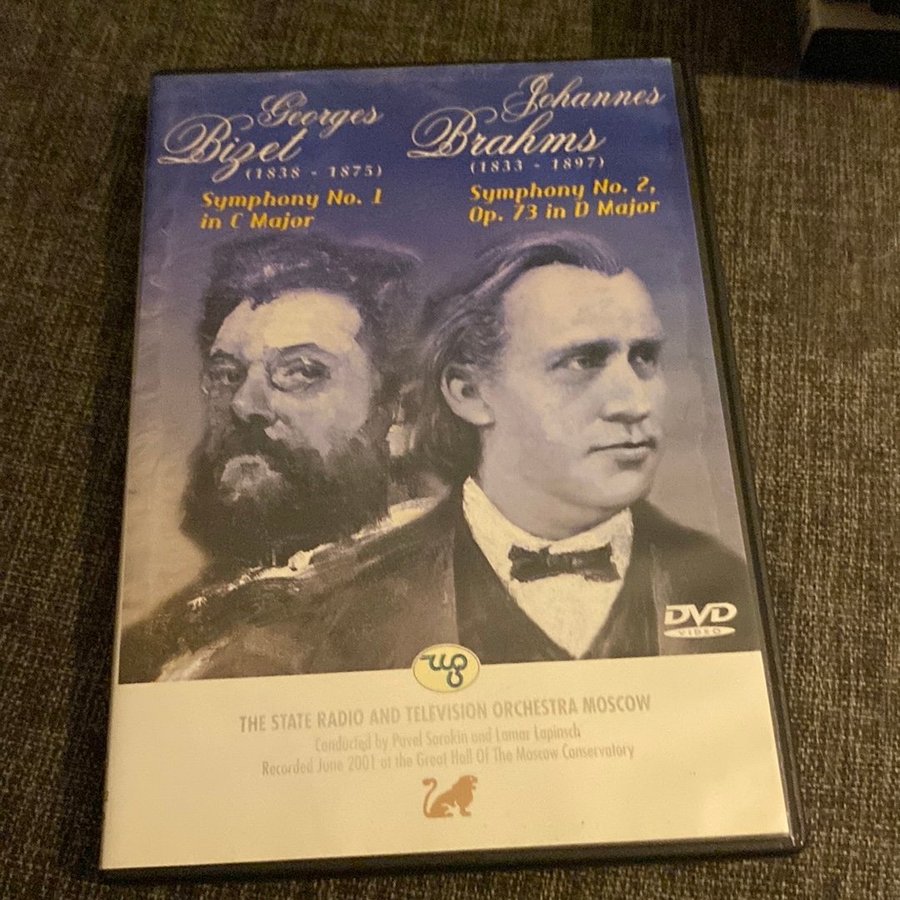 Georges
Bizet
(1838 - 1875)
Symphony No. 1
in C Major
Johannes
Brahms
(1833 - 1897)
Symphony No. 2,
Op. 73 in D Major
DVD
VIDEO
THE STATE RADIO AND TELEVISION ORCHESTRA MOSCOW
Conducted by Pavel Sorokin and Lamar Lapinsch
Recorded June 2001 at the Great Hall Of The Moscow Conservatory